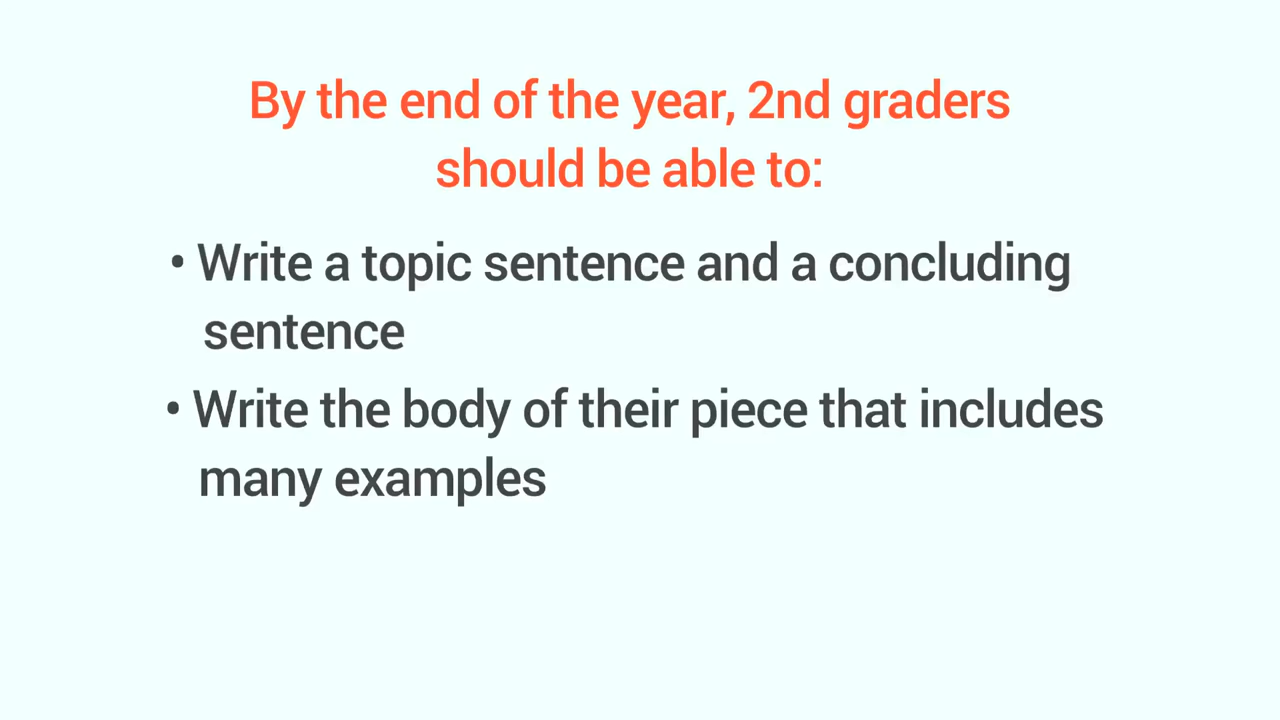 By the end of the year, 2nd graders
should be able to:
• Write a topic sentence and a concluding
sentence
• Write the body of their piece that includes
many examples